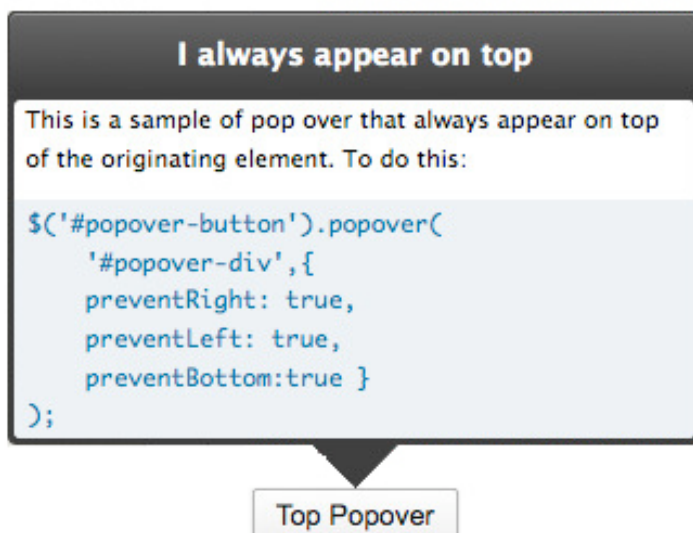 I always appear on top
This is a sample of pop over that always appear on top
of the originating element. To do this:
$('#popover-button').popover(
    '#popover-div',{
    preventRight: true,
    preventLeft: true,
    preventBottom:true }
);
Top Popover